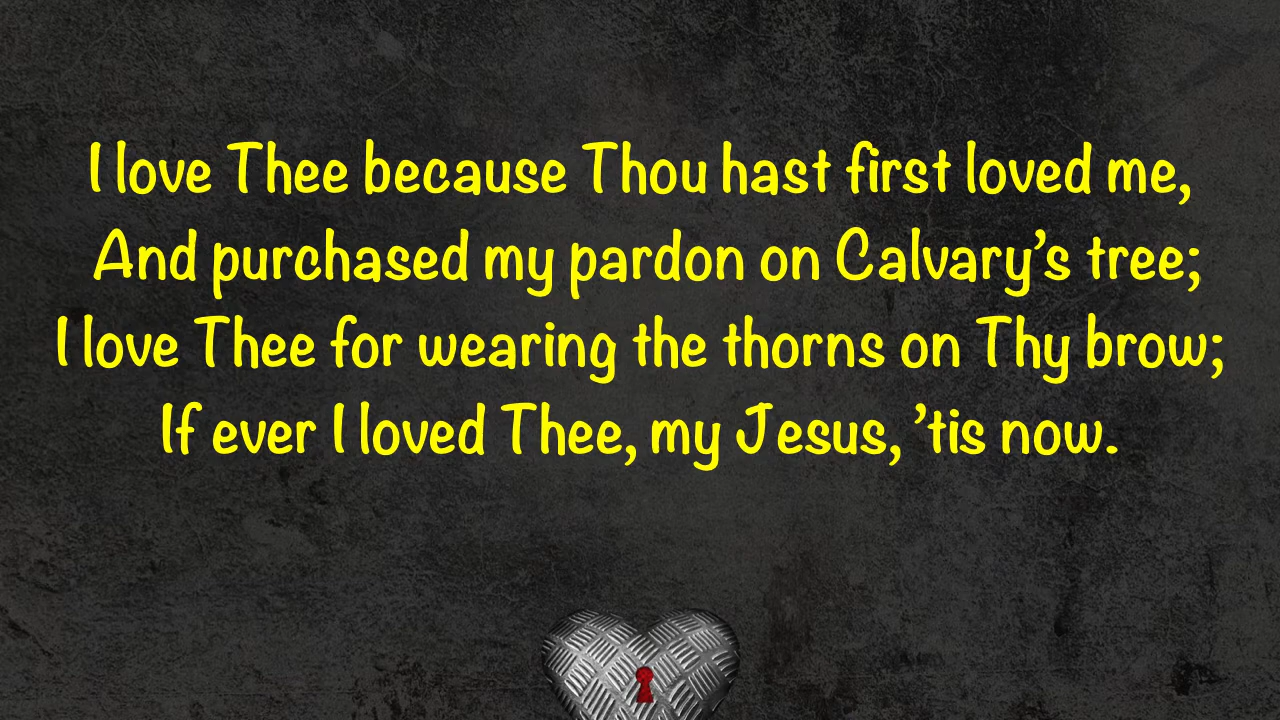 I love Thee because Thou hast first loved me,
And purchased my pardon on Calvary’s tree;
I love Thee for wearing the thorns on Thy brow;
If ever I loved Thee, my Jesus, ’tis now.